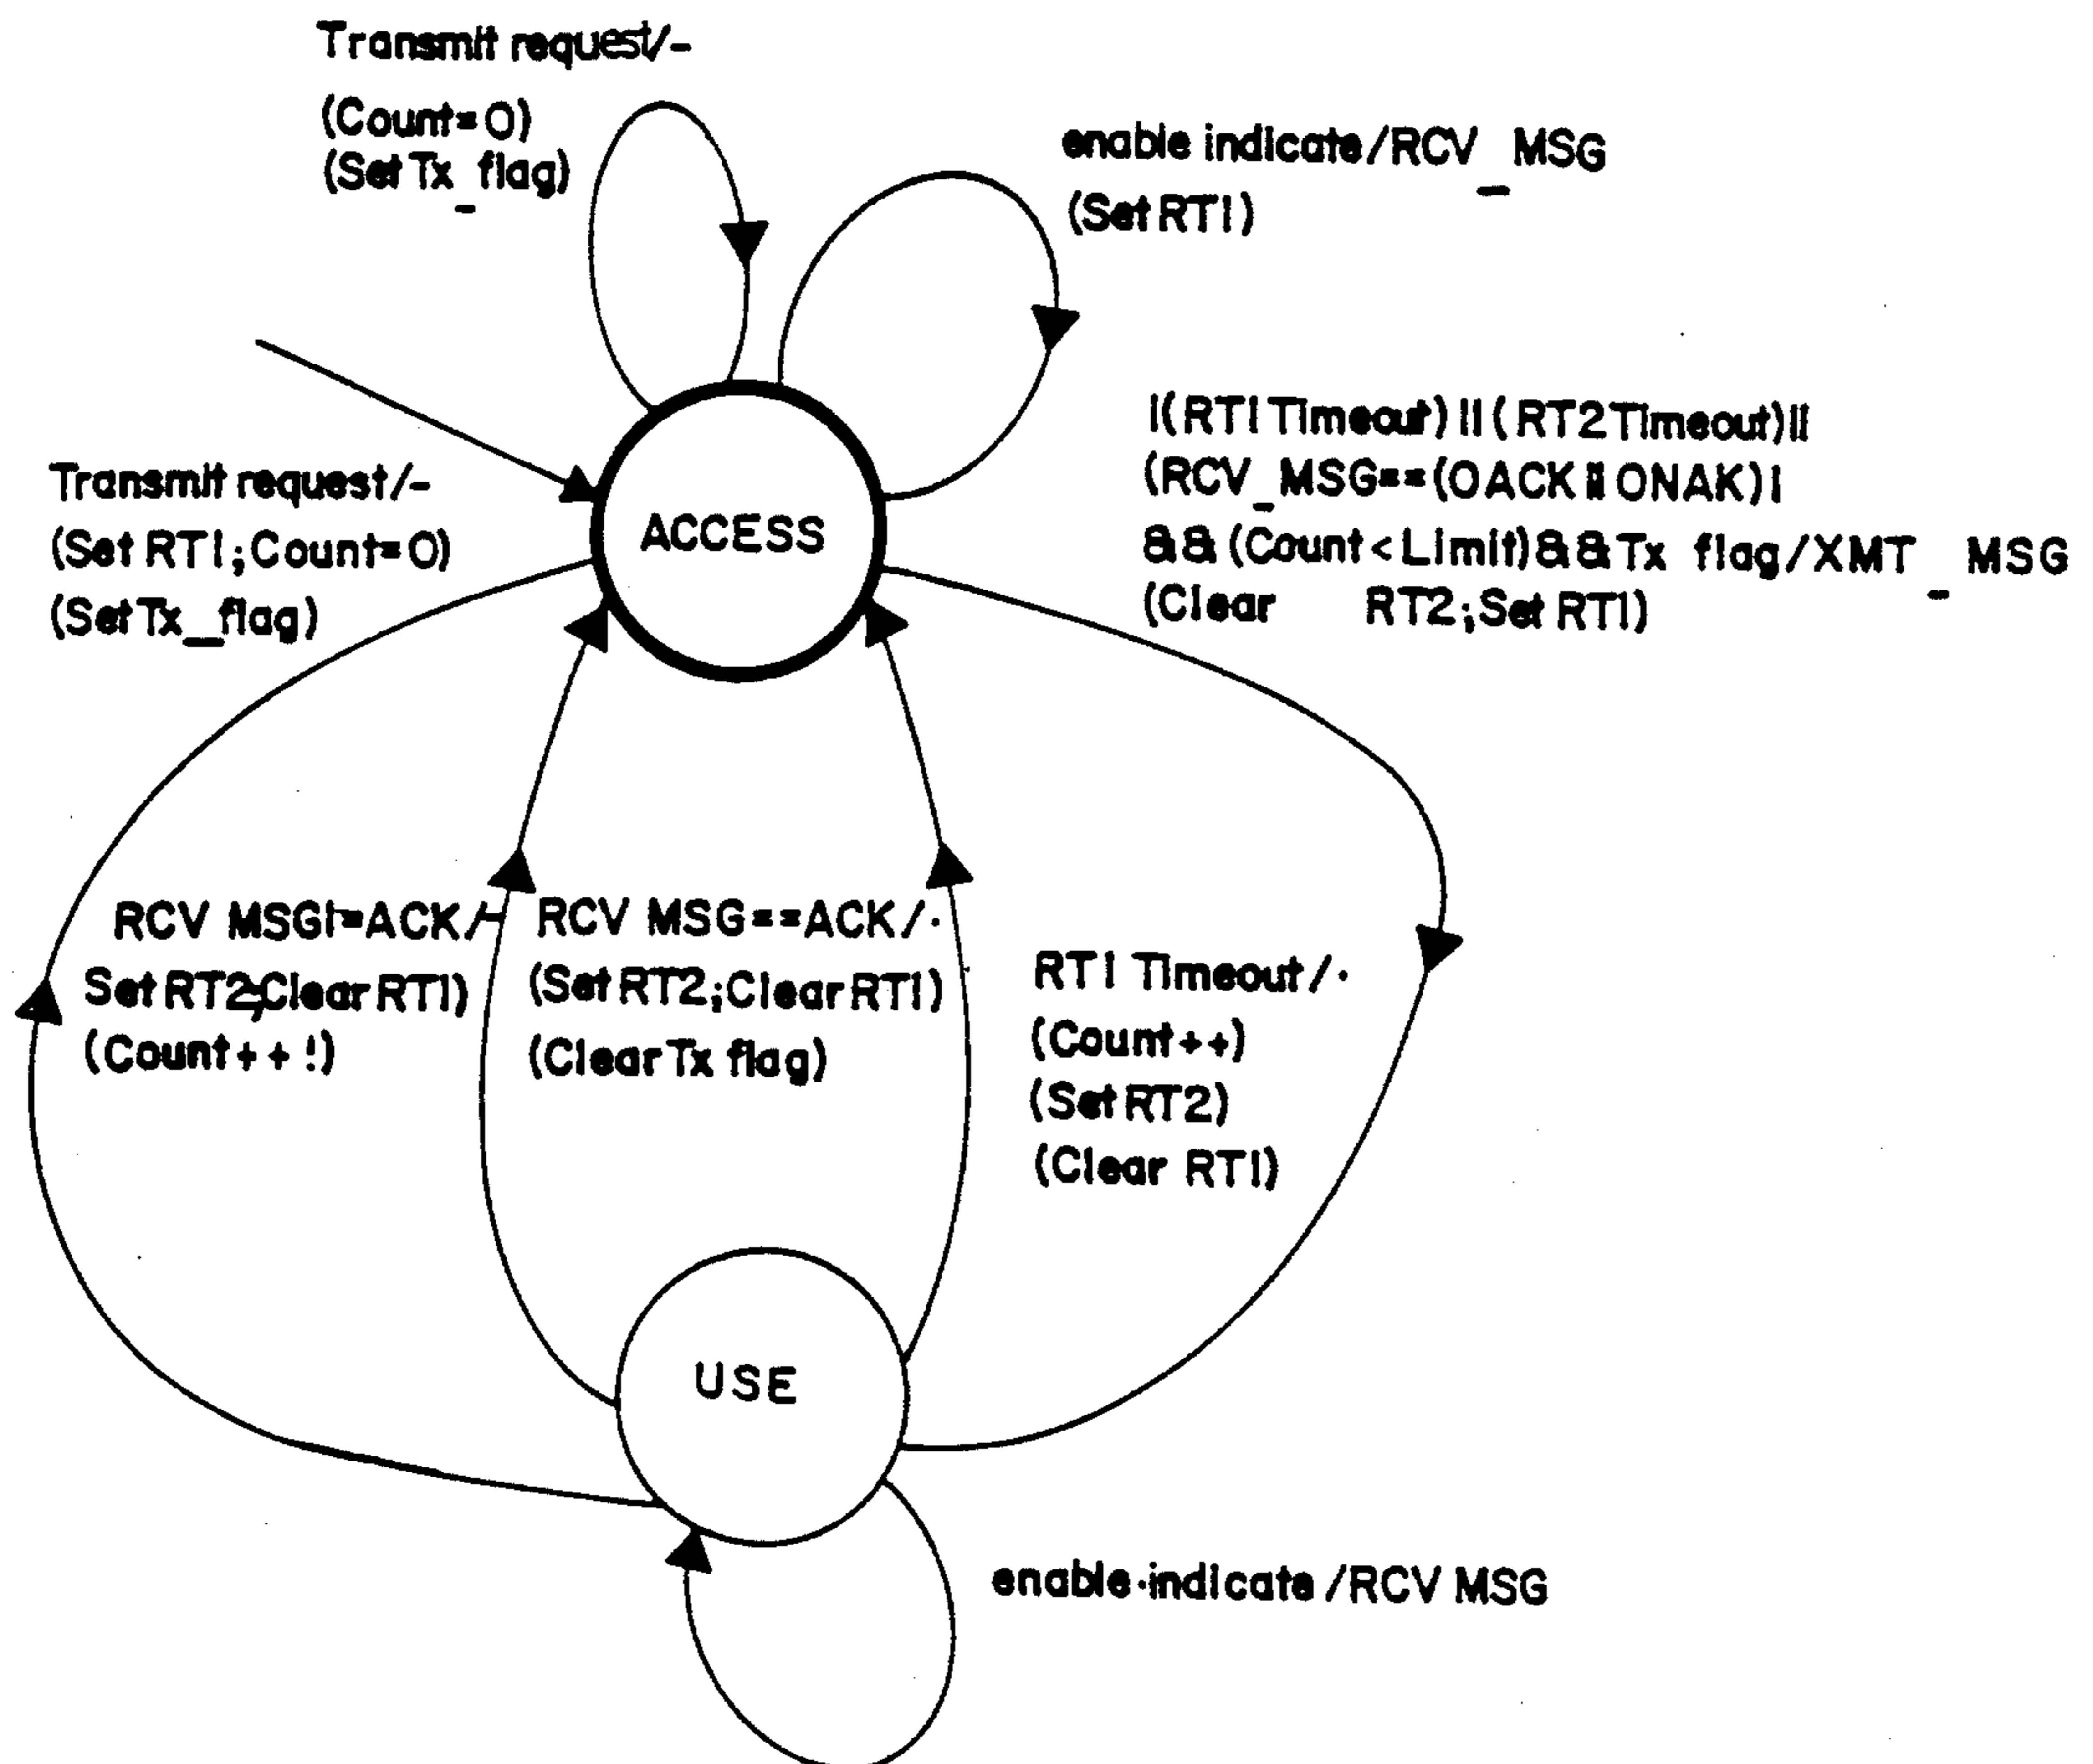 Transmit request/-
(Count=0)
(Set Tx_flag)
enable indicate/RCV_MSG
(Set RT1)
|(RT1 Timeout)||(RT2 Timeout)||
(RCV_MSG==(OACK||ONAK)|
&&(Count<Limit)&&Tx flag/XMT_MSG
(Clear RT2;Set RT1)
Transmit request/-
(Set RT1;Count=0)
(Set Tx_flag)
ACCESS
RCV MSG!=ACK/-
Set RT2;Clear RT1)
(Count++!)
RCV MSG==ACK/·
(Set RT2;Clear RT1)
(Clear Tx flag)
RT1 Timeout/·
(Count++)
(Set RT2)
(Clear RT1)
USE
enable·indicate/RCV MSG